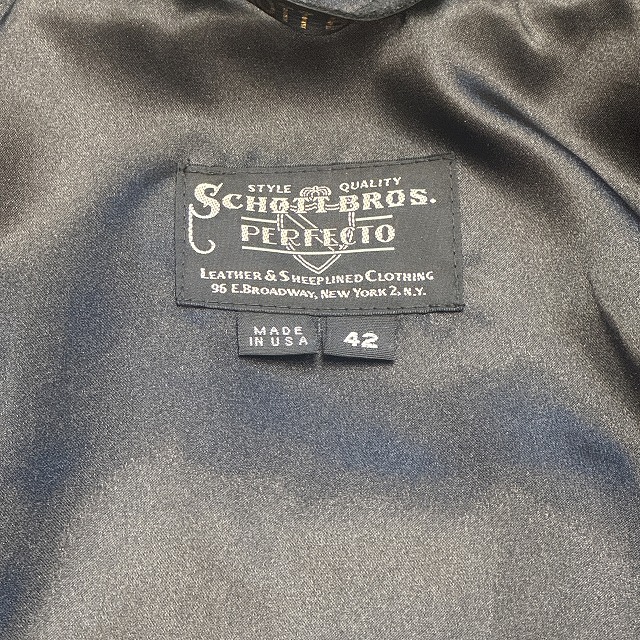 STYLE QUALITY
SCHOTT BROS.
PERFECTO
LEATHER & SHEEPLINED CLOTHING
96 E. BROADWAY, NEW YORK 2, N.Y.
MADE
IN USA
42